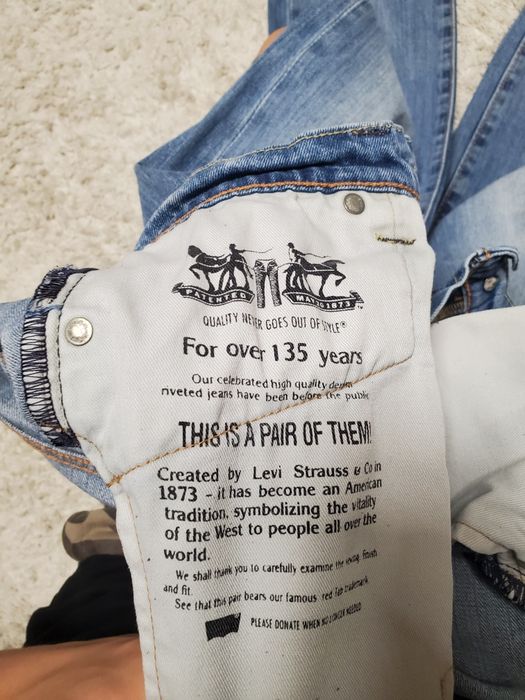 PATENTED
MAY 20 1873
QUALITY NEVER GOES OUT OF STYLE®
For over 135 years
Our celebrated high quality denim
riveted jeans have been before the public
THIS IS A PAIR OF THEM!
Created by Levi Strauss & Co in
1873 - it has become an American
tradition, symbolizing the vitality
of the West to people all over the
world.
We shall thank you to carefully examine the sewing, finish
and fit.
See that this pair bears our famous red Tab trademark.
PLEASE DONATE WHEN NO LONGER NEEDED